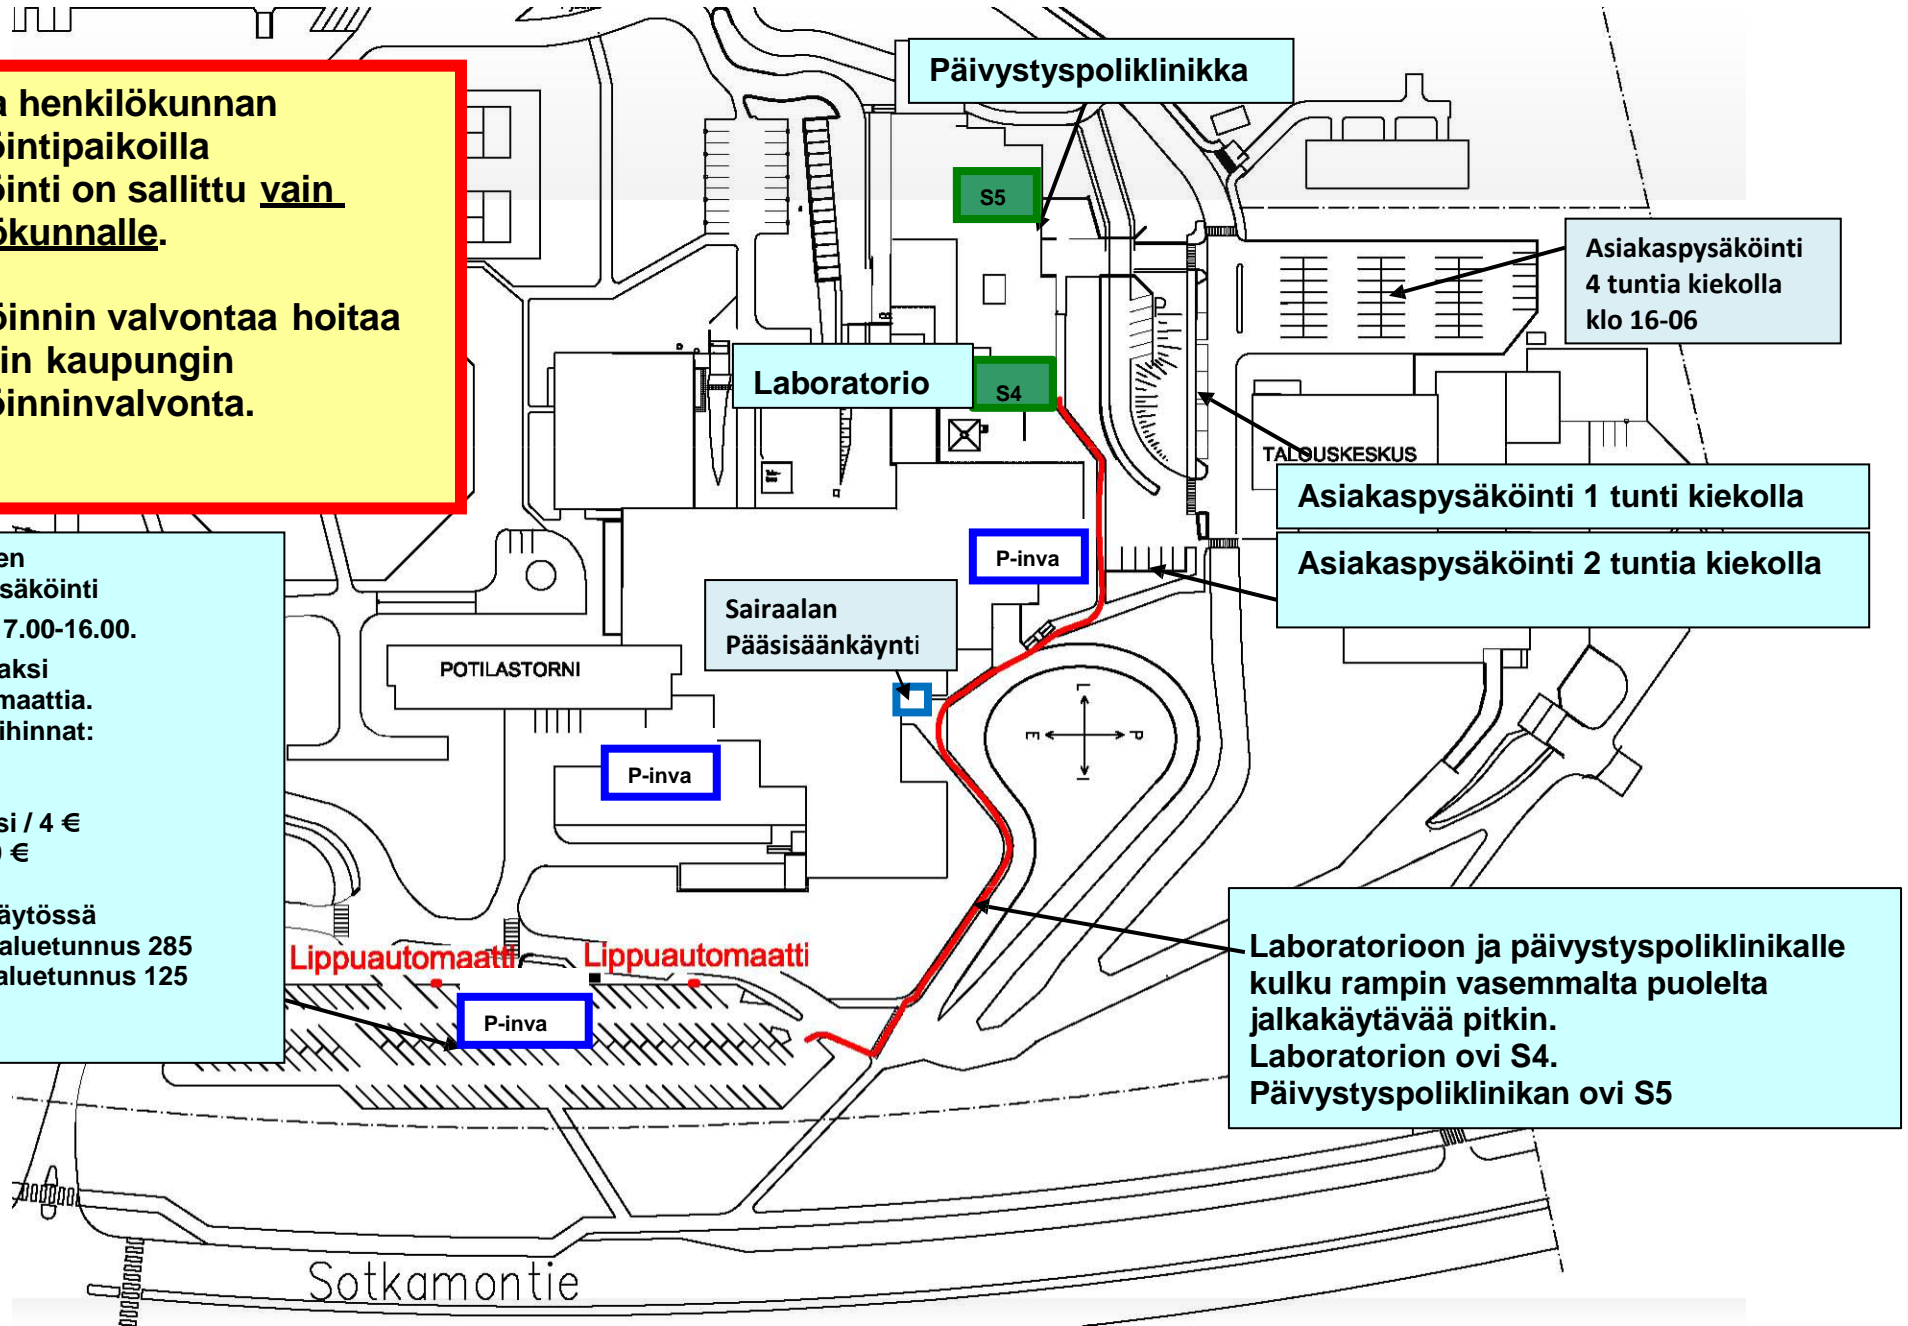 a henkilökunnan
öintipaikoilla
öinti on sallittu vain
ökunnalle.
öinnin valvontaa hoitaa
in kaupungin
öinninvalvonta.
Päivystyspoliklinikka
S5
Asiakaspysäköinti
4 tuntia kiekolla
klo 16-06
Laboratorio
S4
TALOUSKESKUS
Asiakaspysäköinti 1 tunti kiekolla
Asiakaspysäköinti 2 tuntia kiekolla
P-inva
Sairaalan
Pääsisäänkäynti
POTILASTORNI
P-inva
L
E
P
I
en
säköinti
7.00-16.00.
aksi
maattia.
ihinnat:
si / 4 €
0 €
äytössä
aluetunnus 285
aluetunnus 125
Lippuautomaatti
Lippuautomaatti
P-inva
Laboratorioon ja päivystyspoliklinikalle
kulku rampin vasemmalta puolelta
jalkakäytävää pitkin.
Laboratorion ovi S4.
Päivystyspoliklinikan ovi S5
Sotkamontie